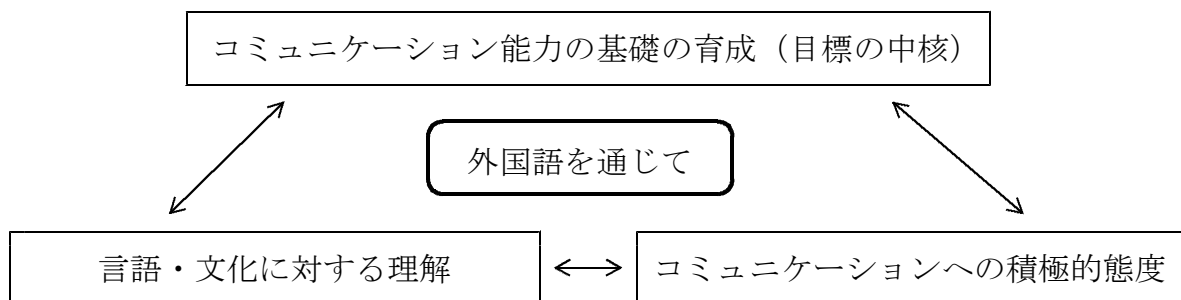 コミュニケーション能力の基礎の育成（目標の中核）
外国語を通じて
言語・文化に対する理解
コミュニケーションへの積極的態度